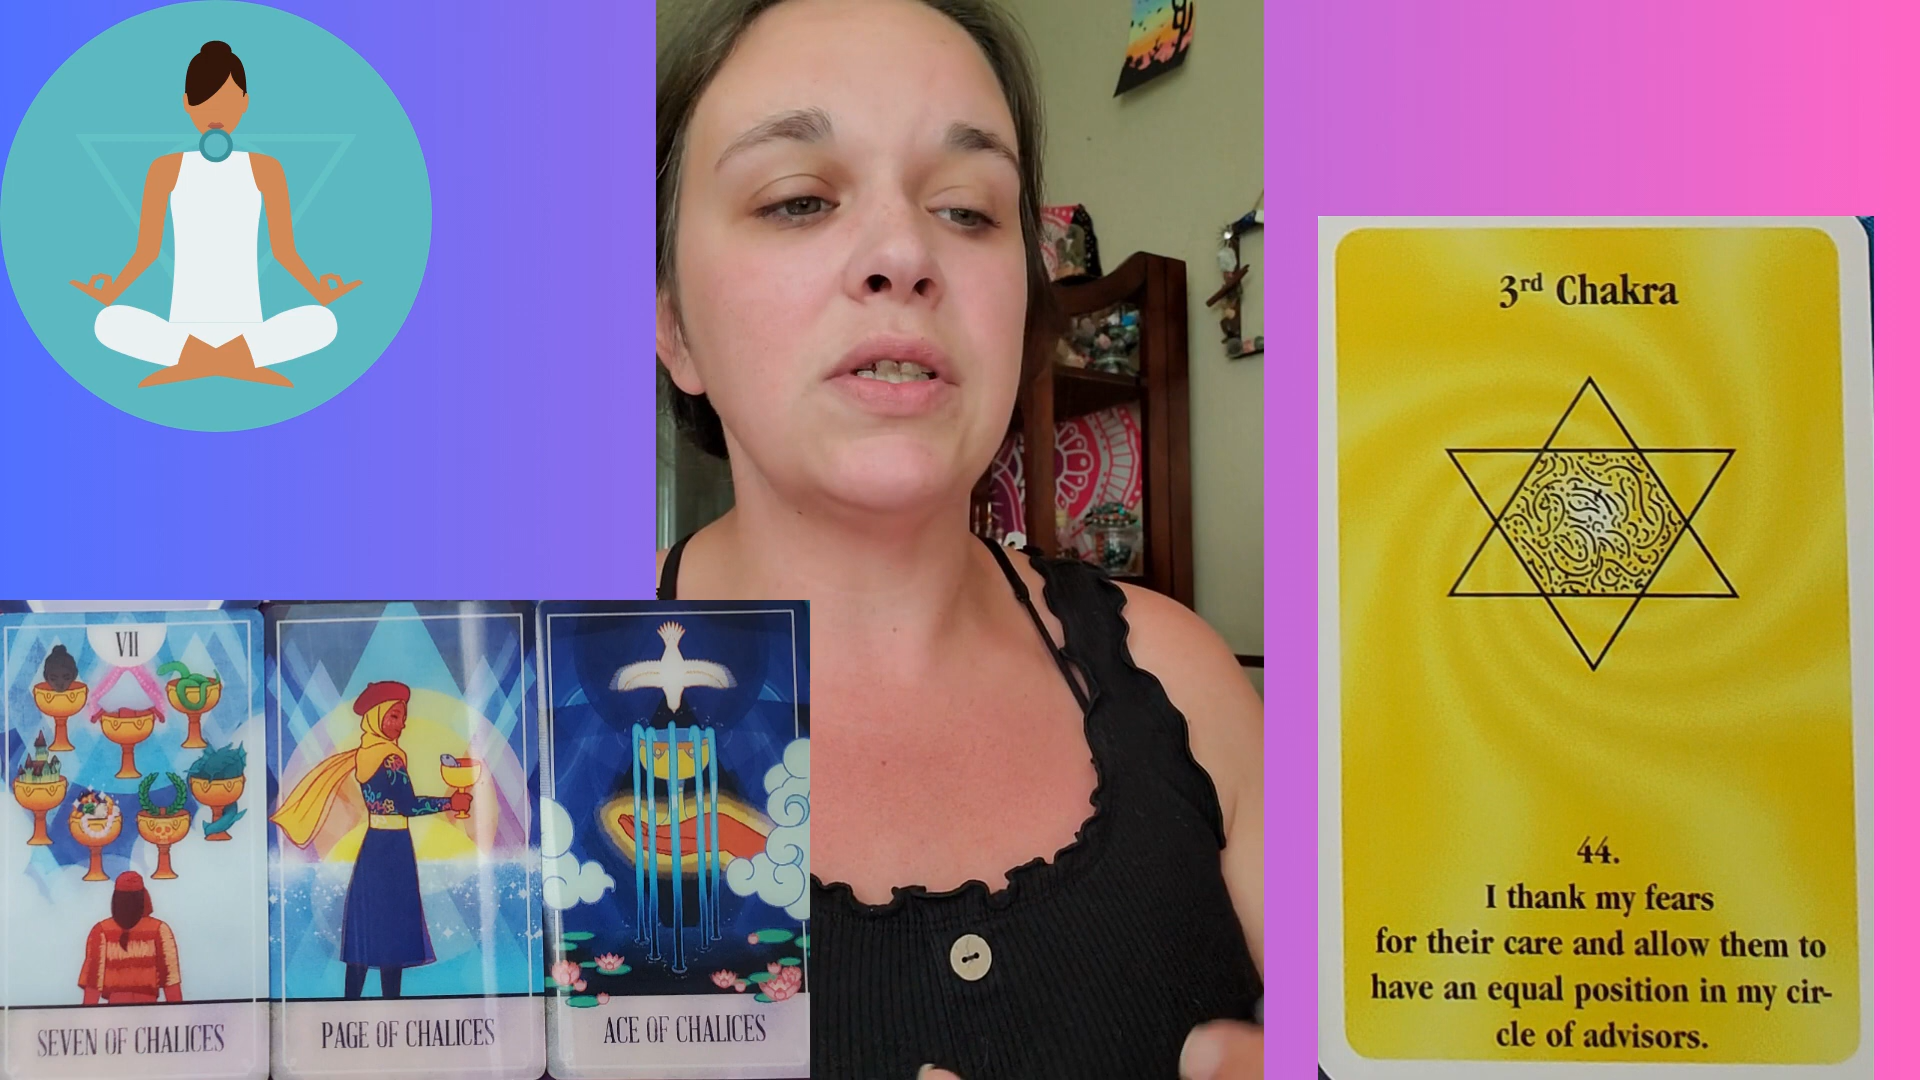 VII
SEVEN OF CHALICES
PAGE OF CHALICES
ACE OF CHALICES
3rd Chakra
44.
I thank my fears
for their care and allow them to
have an equal position in my cir-
cle of advisors.